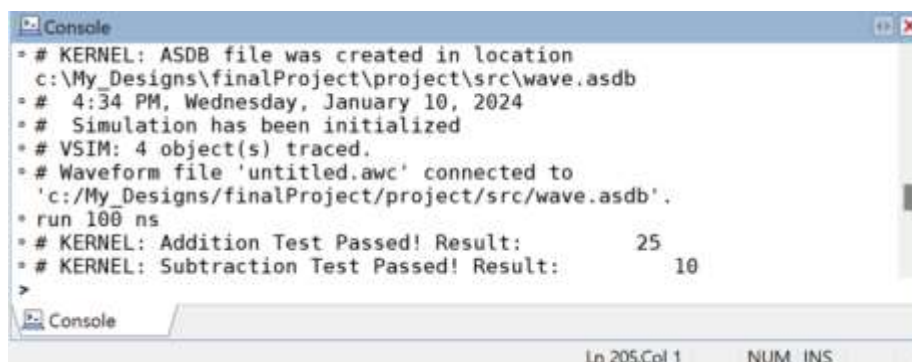 Console
# KERNEL: ASDB file was created in location
c:\My_Designs\finalProject\project\src\wave.asdb
#  4:34 PM, Wednesday, January 10, 2024
#  Simulation has been initialized
# VSIM: 4 object(s) traced.
# Waveform file 'untitled.awc' connected to
'c:/My_Designs/finalProject/project/src/wave.asdb'.
run 100 ns
# KERNEL: Addition Test Passed! Result:          25
# KERNEL: Subtraction Test Passed! Result:          10
>
Console
Ln 205,Col 1 NUM INS